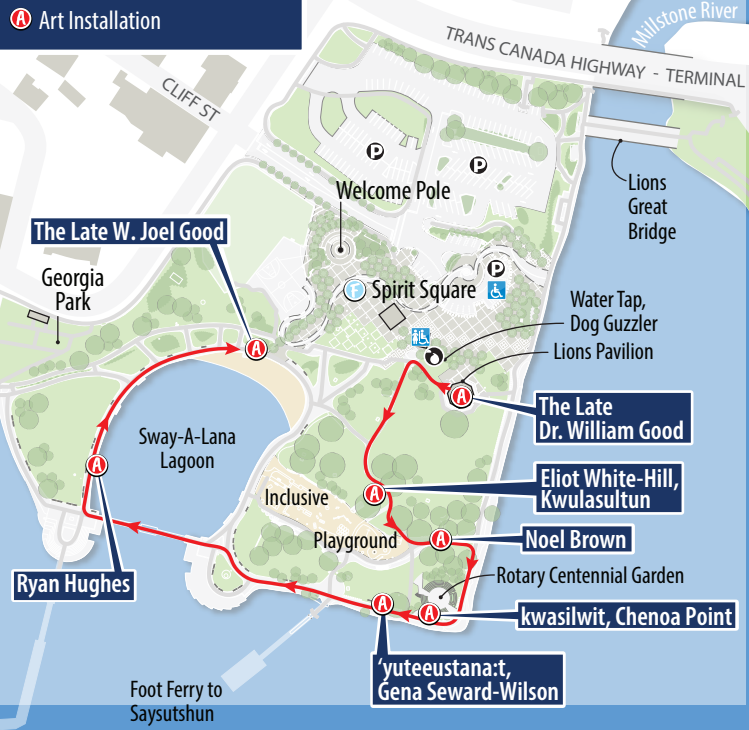 A Art Installation
Millstone River
TRANS CANADA HIGHWAY - TERMINAL
CLIFF ST
P
P
Welcome Pole
Lions
Great
Bridge
The Late W. Joel Good
Georgia
Park
P
F Spirit Square
Water Tap,
Dog Guzzler
Lions Pavilion
A
A
The Late
Dr. William Good
Sway-A-Lana
Lagoon
A
Eliot White-Hill,
Kwulasultun
A
Inclusive
Playground
A
Noel Brown
Ryan Hughes
Rotary Centennial Garden
A
A
kwasilwit, Chenoa Point
'yuteeustana:t,
Gena Seward-Wilson
Foot Ferry to
Saysutshun